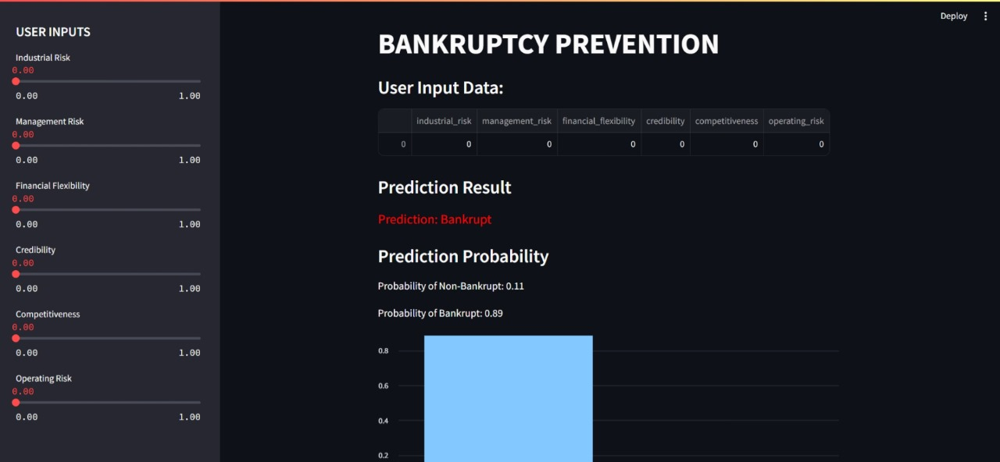 Deploy
USER INPUTS
Industrial Risk
0.00
0.00 1.00
Management Risk
0.00
0.00 1.00
Financial Flexibility
0.00
0.00 1.00
Credibility
0.00
0.00 1.00
Competitiveness
0.00
0.00 1.00
Operating Risk
0.00
0.00 1.00
BANKRUPTCY PREVENTION
User Input Data:
industrial_risk management_risk financial_flexibility credibility competitiveness operating_risk
0 0 0 0 0 0 0
Prediction Result
Prediction: Bankrupt
Prediction Probability
Probability of Non-Bankrupt: 0.11
Probability of Bankrupt: 0.89
0.8
0.6
0.4
0.2